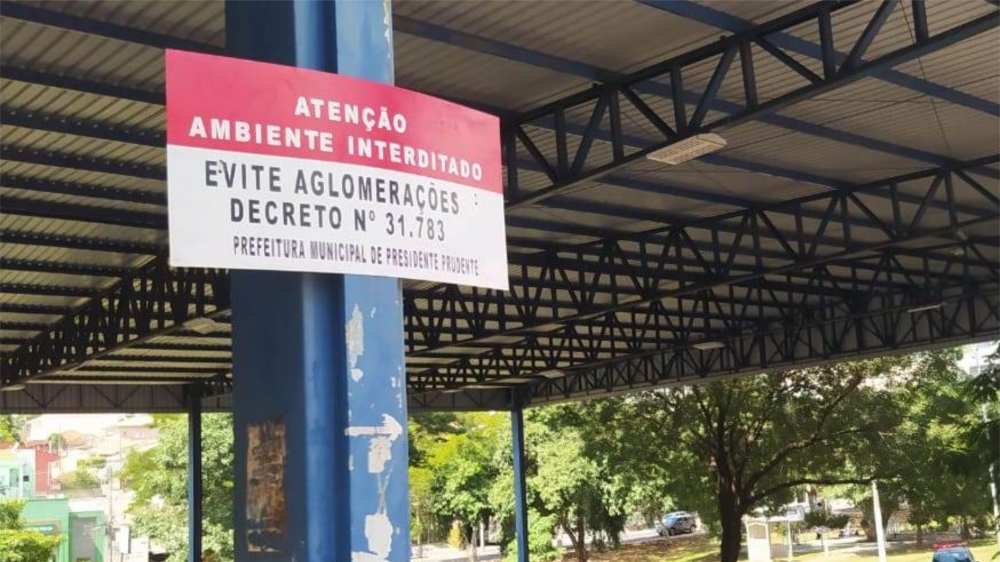 ATENÇÃO
AMBIENTE INTERDITADO
EVITE AGLOMERAÇÕES
DECRETO Nº 31.783
PREFEITURA MUNICIPAL DE PRESIDENTE PRUDENTE